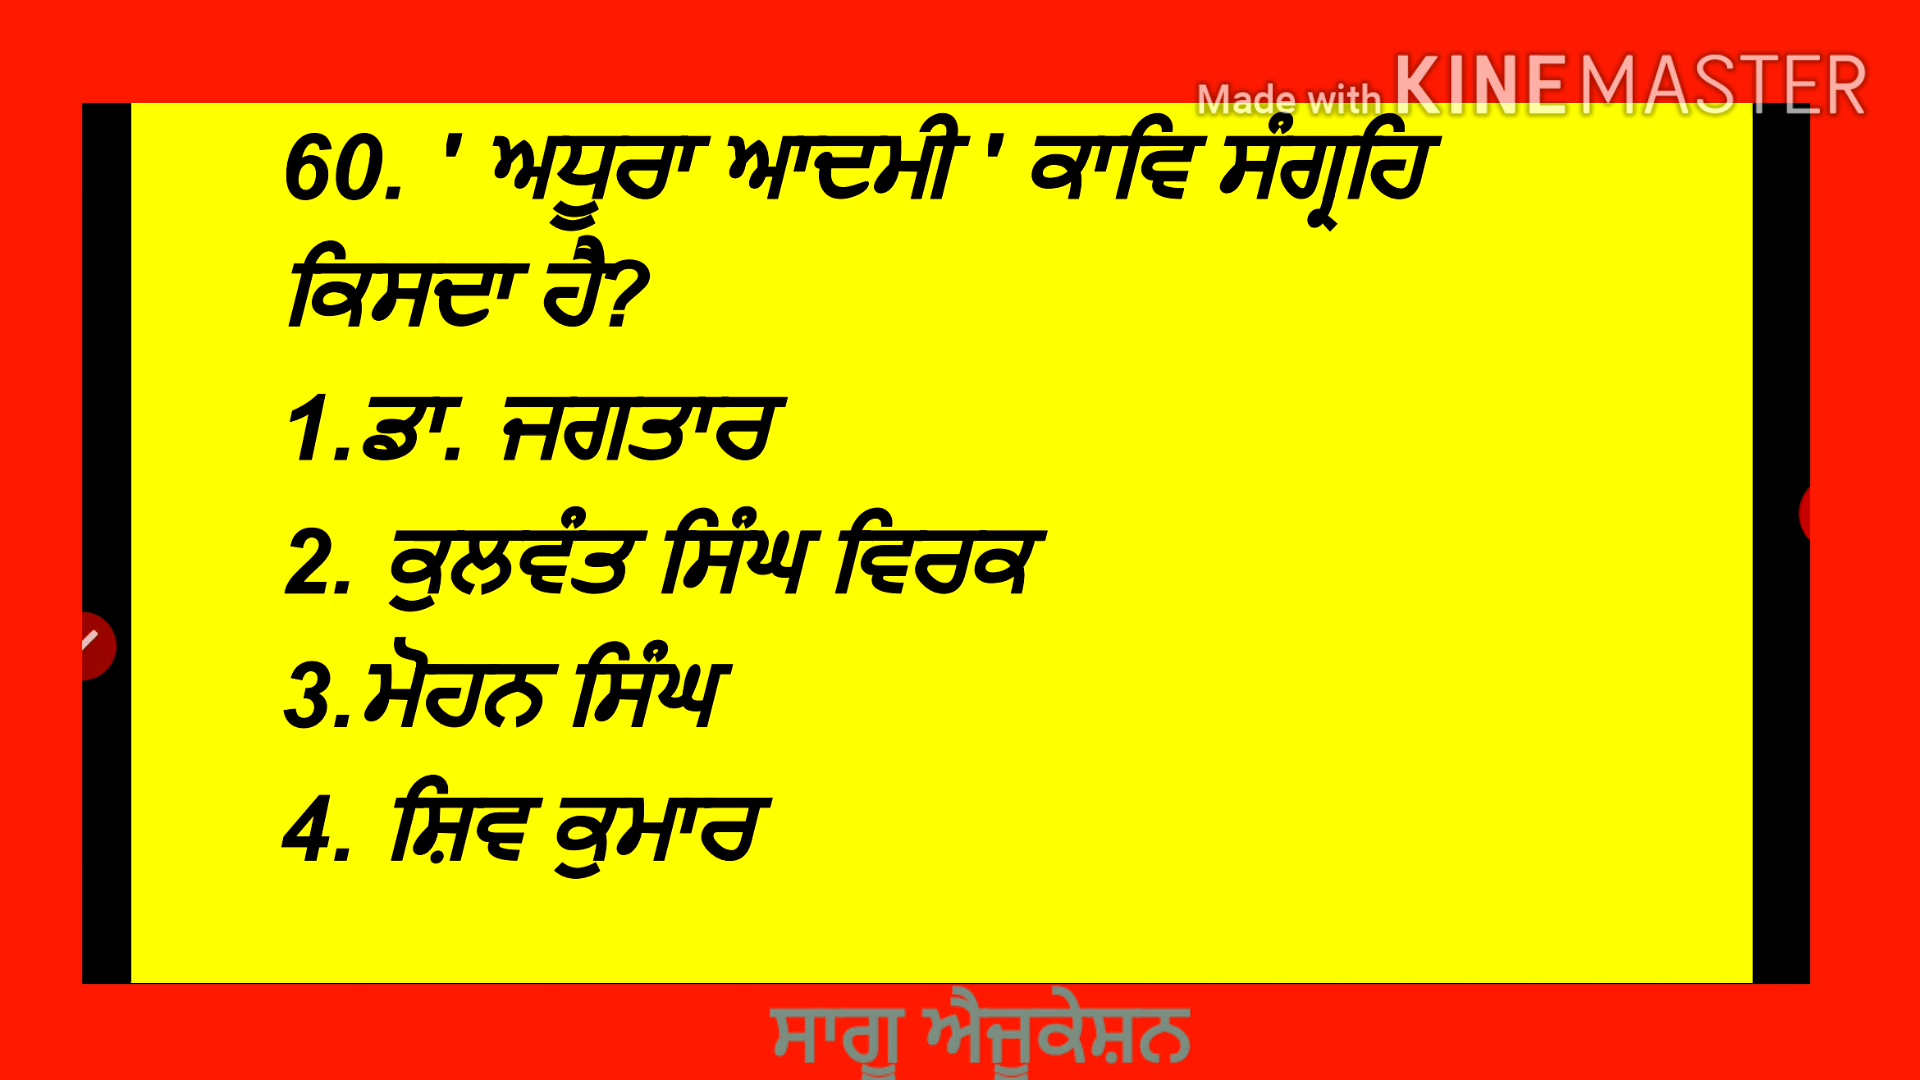 Made with KINEMASTER
60. ' ਅਧੂਰਾ ਆਦਮੀ ' ਕਾਵਿ ਸੰਗ੍ਰਹਿ
ਕਿਸਦਾ ਹੈ?
1.ਡਾ. ਜਗਤਾਰ
2. ਕੁਲਵੰਤ ਸਿੰਘ ਵਿਰਕ
3.ਮੋਹਨ ਸਿੰਘ
4. ਸ਼ਿਵ ਕੁਮਾਰ
ਸਾਗੂ ਐਜੂਕੇਸ਼ਨ